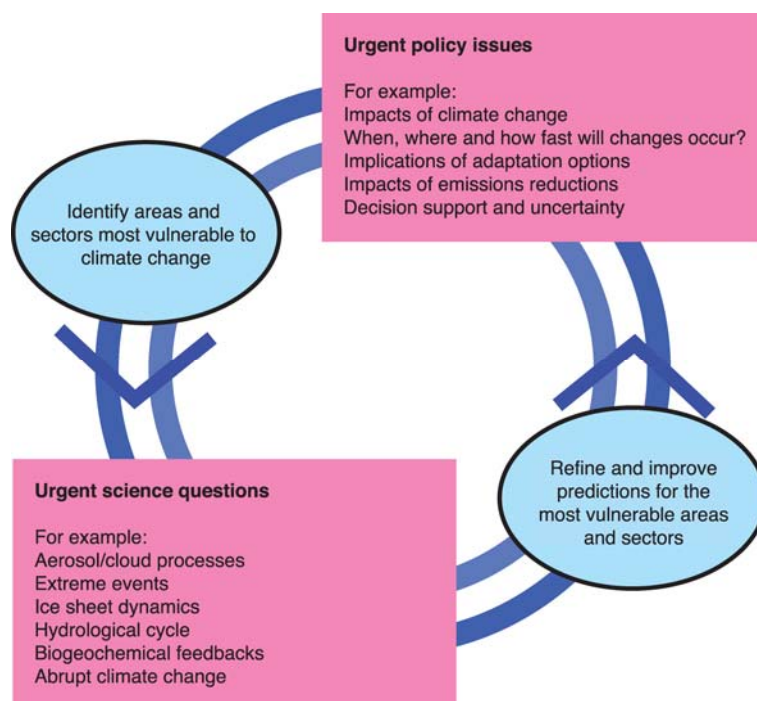 Urgent policy issues
For example:
Impacts of climate change
When, where and how fast will changes occur?
Implications of adaptation options
Impacts of emissions reductions
Decision support and uncertainty
Identify areas and
sectors most vulnerable to
climate change
Urgent science questions
For example:
Aerosol/cloud processes
Extreme events
Ice sheet dynamics
Hydrological cycle
Biogeochemical feedbacks
Abrupt climate change
Refine and improve
predictions for the
most vulnerable areas
and sectors